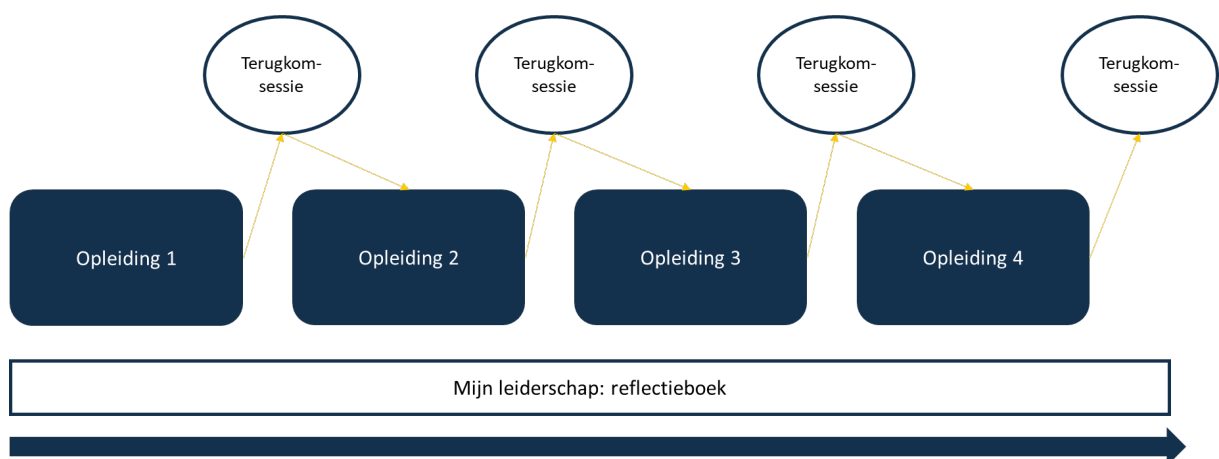 Terugkom-
sessie
Terugkom-
sessie
Terugkom-
sessie
Terugkom-
sessie
Opleiding 1
Opleiding 2
Opleiding 3
Opleiding 4
Mijn leiderschap: reflectieboek